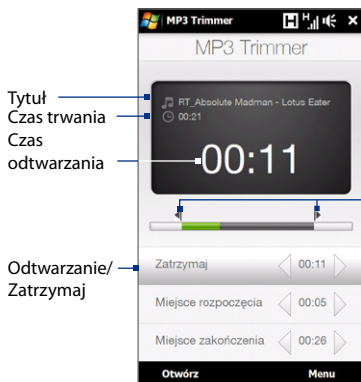 MP3 Trimmer
MP3 Trimmer
Tytuł
RT_Absolute Madman - Lotus Eater
Czas trwania
00:21
Czas
odtwarzania
00:11
Odtwarzanie/
Zatrzymaj
Zatrzymaj
00:11
Miejsce rozpoczęcia
00:05
Miejsce zakończenia
00:26
Otwórz
Menu